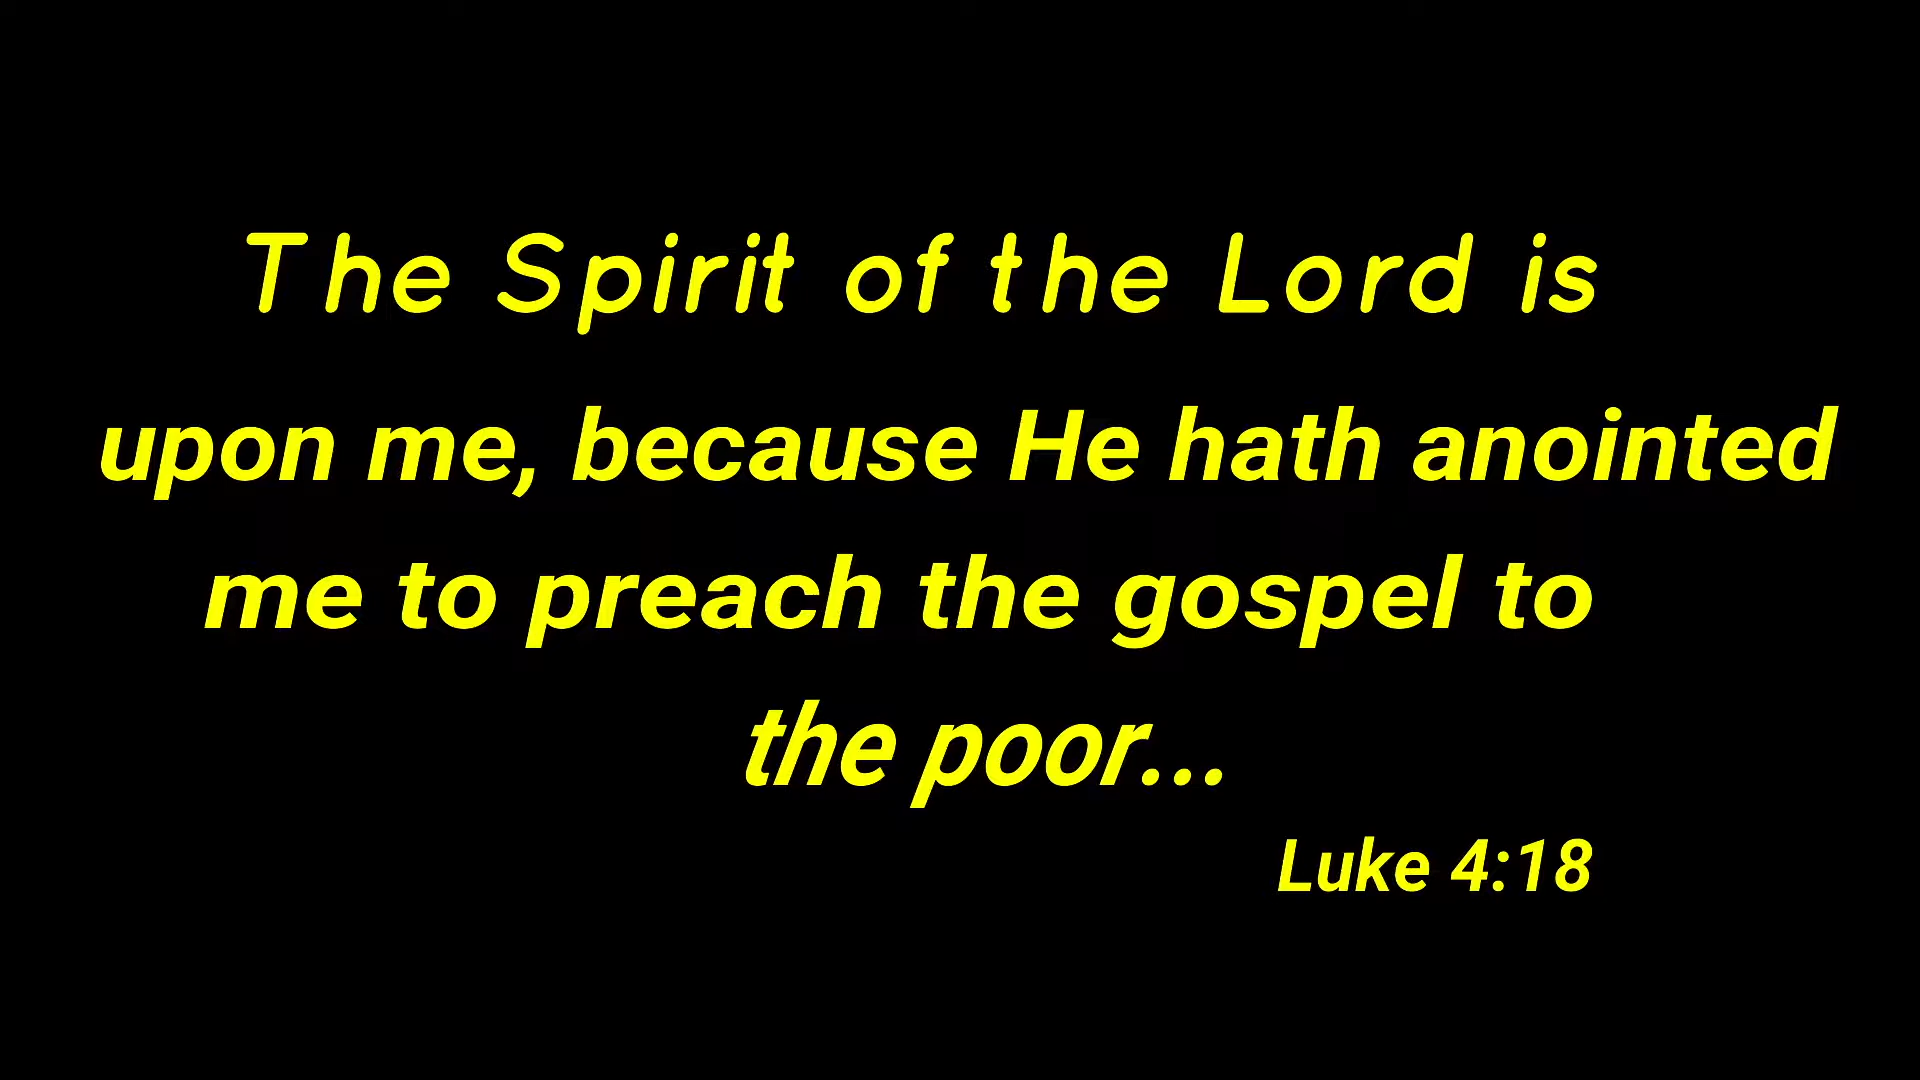 The Spirit of the Lord is
upon me, because He hath anointed
me to preach the gospel to
the poor...
Luke 4:18